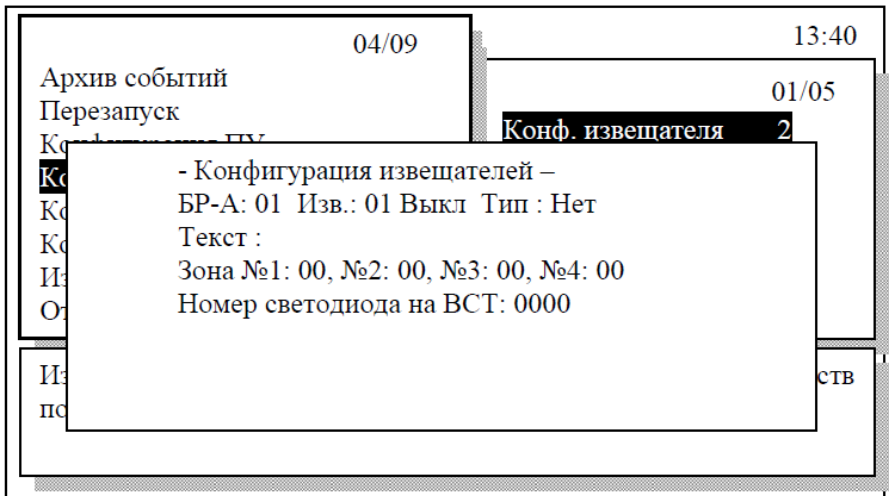 04/09
13:40
Архив событий
Перезапуск
01/05
Конф. извещателя 2
- Конфигурация извещателей –
БР-А: 01 Изв.: 01 Выкл Тип : Нет
Текст :
Зона №1: 00, №2: 00, №3: 00, №4: 00
Номер светодиода на ВСТ: 0000